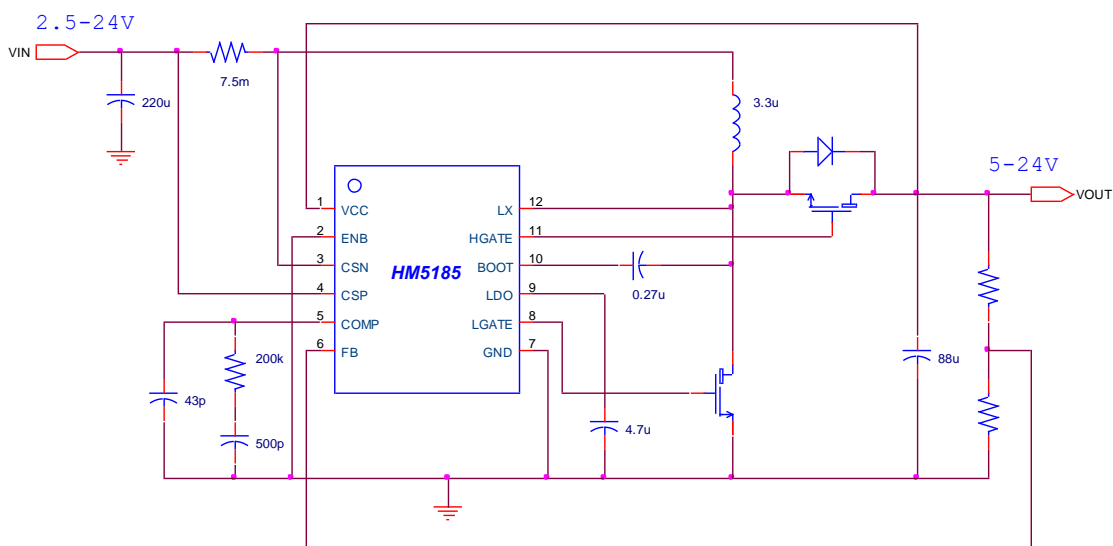 2.5-24V
VIN
7.5m
220u
3.3u
5-24V
VOUT
1 VCC LX 12
2 ENB HGATE 11
3 CSN BOOT 10
HM5185
0.27u
4 CSP LDO 9
5 COMP LGATE 8
6 FB GND 7
200k
88u
43p
4.7u
500p